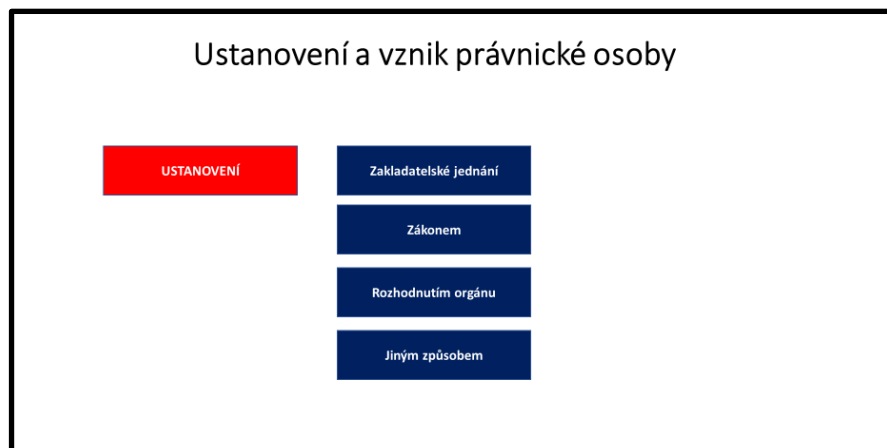 Ustanovení a vznik právnické osoby
USTANOVENÍ
Zakladatelské jednání
Zákonem
Rozhodnutím orgánu
Jiným způsobem